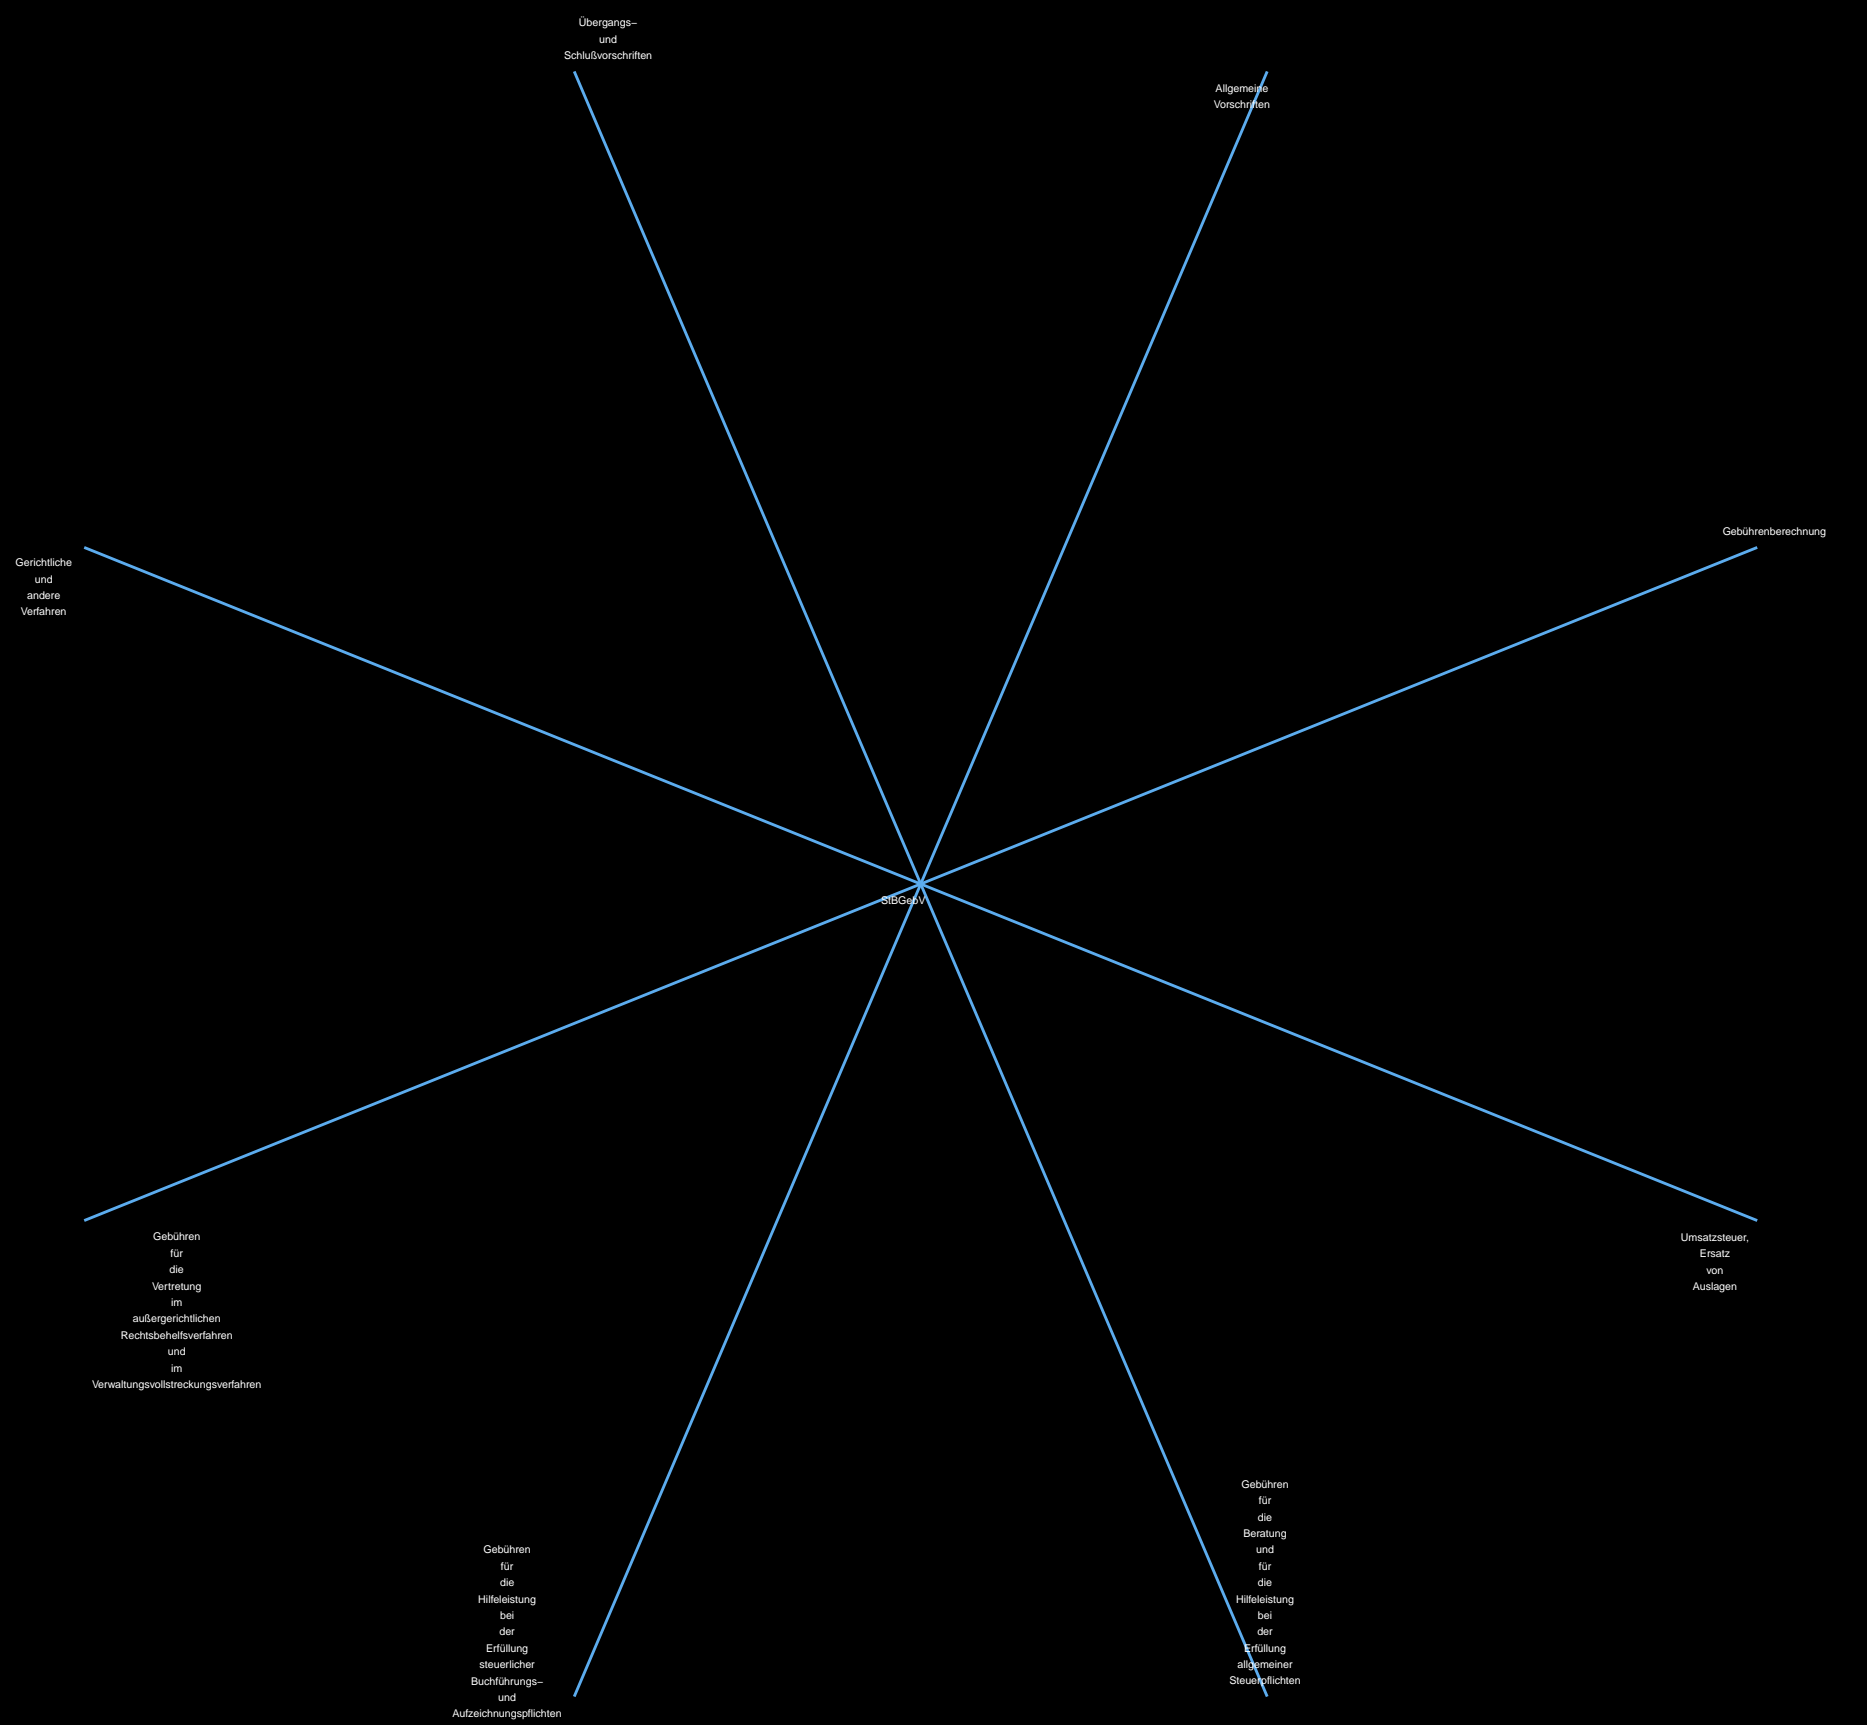 Übergangs–
und
Schlußvorschriften
Allgemeine
Vorschriften
Gebührenberechnung
Gerichtliche
und
andere
Verfahren
StBGebV
Gebühren
für
die
Vertretung
im
außergerichtlichen
Rechtsbehelfsverfahren
und
im
Verwaltungsvollstreckungsverfahren
Umsatzsteuer,
Ersatz
von
Auslagen
Gebühren
für
die
Hilfeleistung
bei
der
Erfüllung
steuerlicher
Buchführungs–
und
Aufzeichnungspflichten
Gebühren
für
die
Beratung
und
für
die
Hilfeleistung
bei
der
Erfüllung
allgemeiner
Steuerpflichten